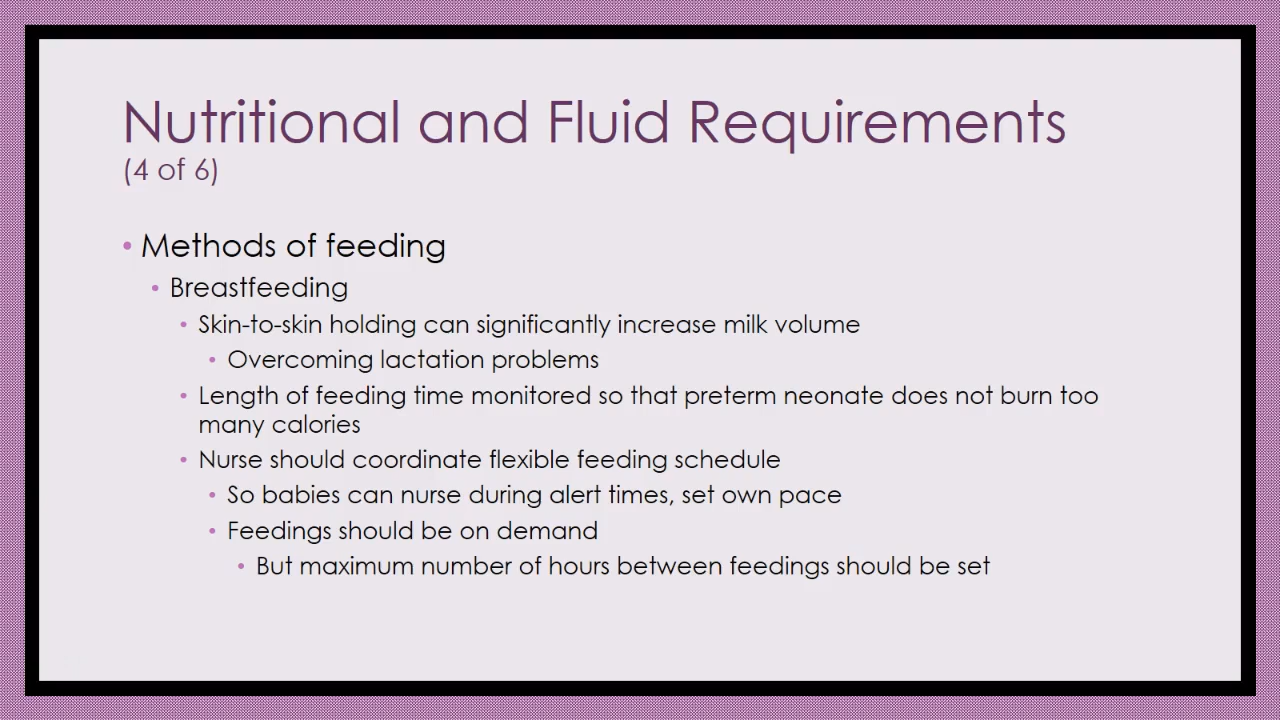 Nutritional and Fluid Requirements
(4 of 6)
• Methods of feeding
• Breastfeeding
• Skin-to-skin holding can significantly increase milk volume
• Overcoming lactation problems
• Length of feeding time monitored so that preterm neonate does not burn too
many calories
• Nurse should coordinate flexible feeding schedule
• So babies can nurse during alert times, set own pace
• Feedings should be on demand
• But maximum number of hours between feedings should be set